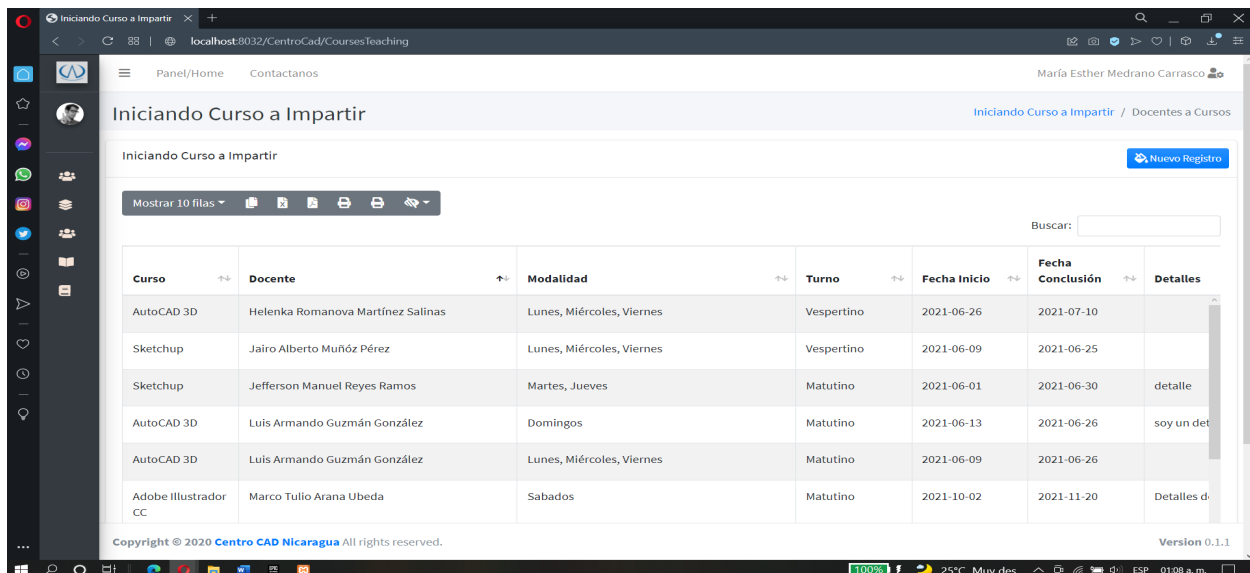 Iniciando Curso a Impartir
localhost:8032/CentroCad/CoursesTeaching
Panel/Home Contactanos María Esther Medrano Carrasco
Iniciando Curso a Impartir Iniciando Curso a Impartir / Docentes a Cursos
Iniciando Curso a Impartir Nuevo Registro
Mostrar 10 filas
Buscar:
Curso Docente Modalidad Turno Fecha Inicio Fecha Conclusión Detalles
AutoCAD 3D Helenka Romanova Martínez Salinas Lunes, Miércoles, Viernes Vespertino 2021-06-26 2021-07-10
Sketchup Jairo Alberto Muñóz Pérez Lunes, Miércoles, Viernes Vespertino 2021-06-09 2021-06-25
Sketchup Jefferson Manuel Reyes Ramos Martes, Jueves Matutino 2021-06-01 2021-06-30 detalle
AutoCAD 3D Luis Armando Guzmán González Domingos Matutino 2021-06-13 2021-06-26 soy un det
AutoCAD 3D Luis Armando Guzmán González Lunes, Miércoles, Viernes Matutino 2021-06-09 2021-06-26
Adobe Illustrador CC Marco Tulio Arana Ubeda Sabados Matutino 2021-10-02 2021-11-20 Detalles d
Copyright © 2020 Centro CAD Nicaragua All rights reserved. Version 0.1.1
100% 25°C Muy des ESP 01:08 a. m.